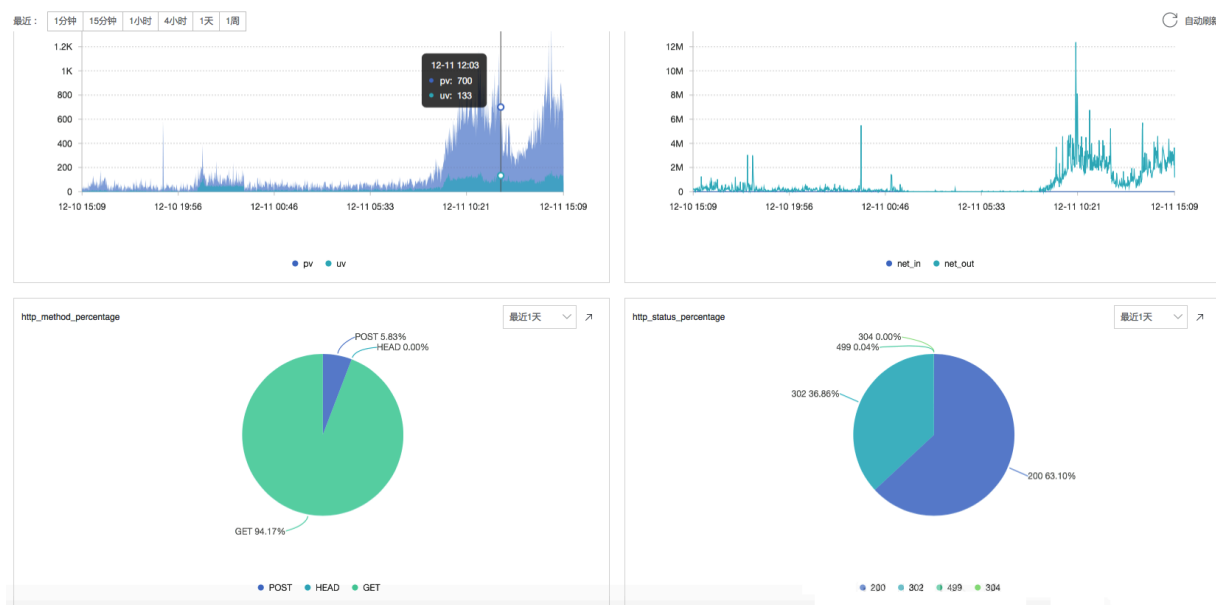 最近： 1分钟 15分钟 1小时 4小时 1天 1周 自动刷新
1.2K
1K
800
600
400
200
0
12-11 12:03
pv: 700
uv: 133
12-10 15:09 12-10 19:56 12-11 00:46 12-11 05:33 12-11 10:21 12-11 15:09
pv uv
12M
10M
8M
6M
4M
2M
0
12-10 15:09 12-10 19:56 12-11 00:46 12-11 05:33 12-11 10:21 12-11 15:09
net_in net_out
http_method_percentage 最近1天
POST 5.83%
HEAD 0.00%
GET 94.17%
POST HEAD GET
http_status_percentage 最近1天
304 0.00%
499 0.04%
302 36.86%
200 63.10%
200 302 499 304